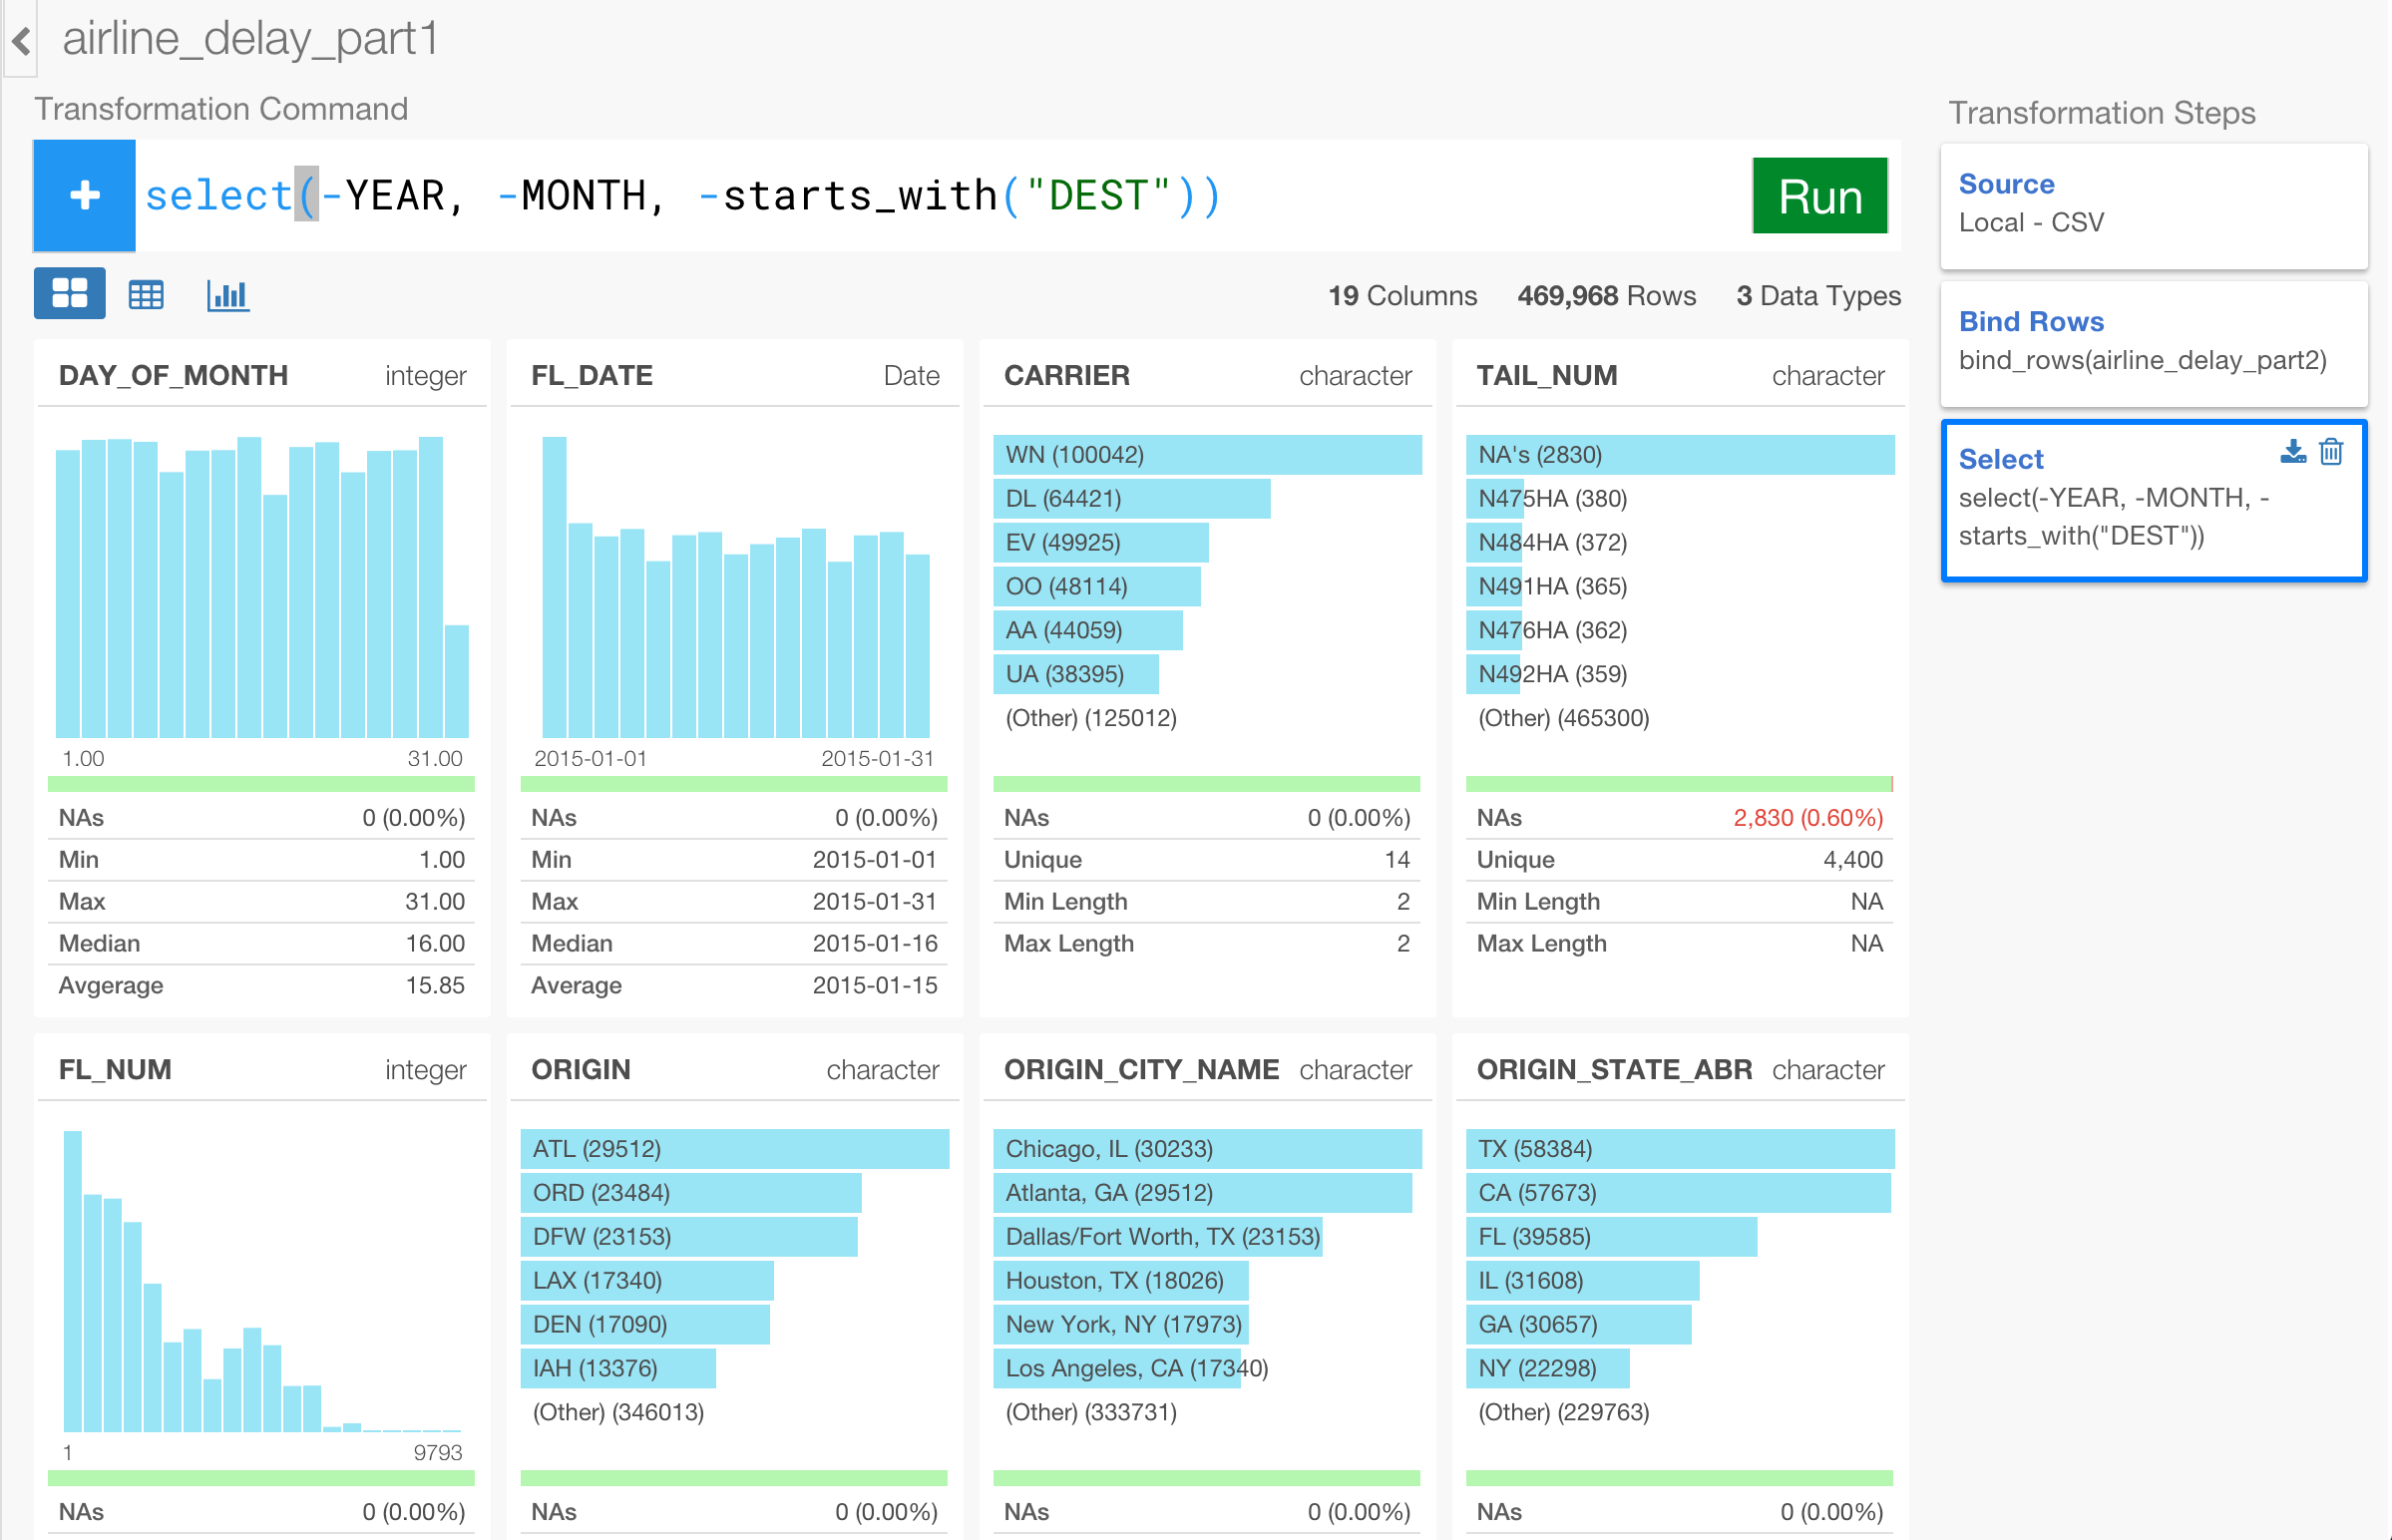 airline_delay_part1
Transformation Command
+ select(-YEAR, -MONTH, -starts_with("DEST"))
Run
19 Columns 469,968 Rows 3 Data Types
DAY_OF_MONTH integer
1.00 31.00
NAs 0 (0.00%)
Min 1.00
Max 31.00
Median 16.00
Avgerage 15.85
FL_DATE Date
2015-01-01 2015-01-31
NAs 0 (0.00%)
Min 2015-01-01
Max 2015-01-31
Median 2015-01-16
Average 2015-01-15
CARRIER character
WN (100042)
DL (64421)
EV (49925)
OO (48114)
AA (44059)
UA (38395)
(Other) (125012)
NAs 0 (0.00%)
Unique 14
Min Length 2
Max Length 2
TAIL_NUM character
NA's (2830)
N475HA (380)
N484HA (372)
N491HA (365)
N476HA (362)
N492HA (359)
(Other) (465300)
NAs 2,830 (0.60%)
Unique 4,400
Min Length NA
Max Length NA
FL_NUM integer
1 9793
NAs 0 (0.00%)
ORIGIN character
ATL (29512)
ORD (23484)
DFW (23153)
LAX (17340)
DEN (17090)
IAH (13376)
(Other) (346013)
NAs 0 (0.00%)
ORIGIN_CITY_NAME character
Chicago, IL (30233)
Atlanta, GA (29512)
Dallas/Fort Worth, TX (23153)
Houston, TX (18026)
New York, NY (17973)
Los Angeles, CA (17340)
(Other) (333731)
NAs 0 (0.00%)
ORIGIN_STATE_ABR character
TX (58384)
CA (57673)
FL (39585)
IL (31608)
GA (30657)
NY (22298)
(Other) (229763)
NAs 0 (0.00%)
Transformation Steps
Source
Local - CSV
Bind Rows
bind_rows(airline_delay_part2)
Select
select(-YEAR, -MONTH, -
starts_with("DEST"))